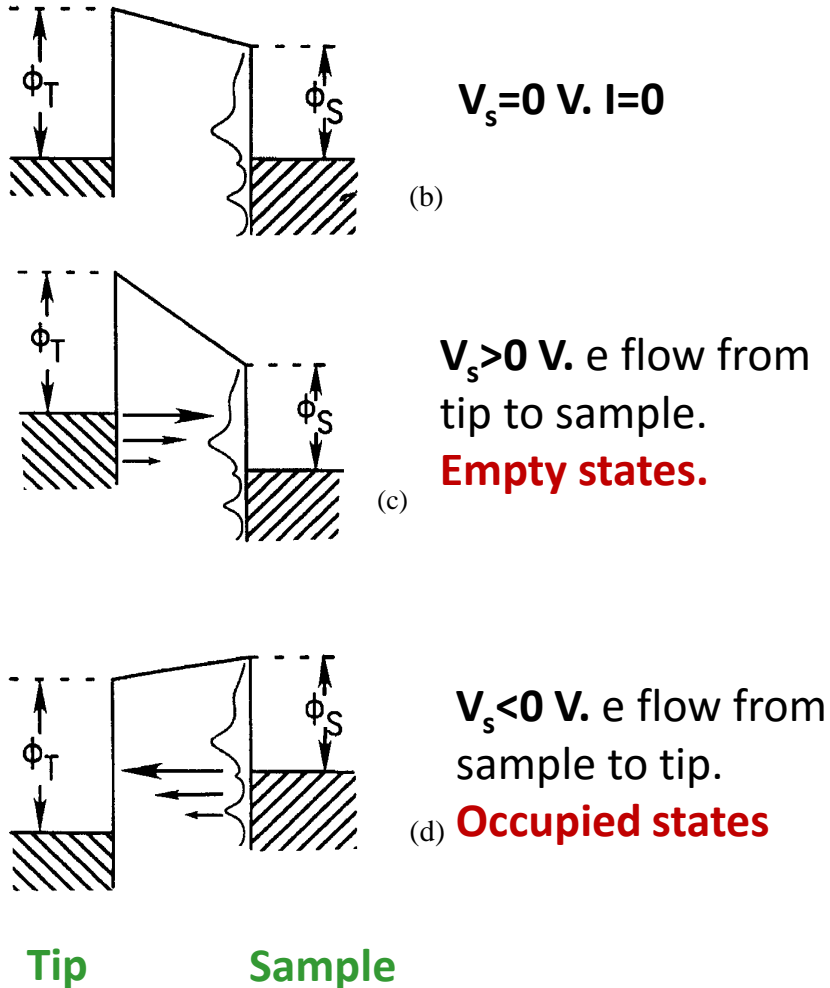 ϕT
ϕS
Vs=0 V. I=0
(b)
ϕT
ϕS
Vs>0 V. e flow from
tip to sample.
Empty states.
(c)
ϕT
ϕS
Vs<0 V. e flow from
sample to tip.
(d) Occupied states
Tip Sample